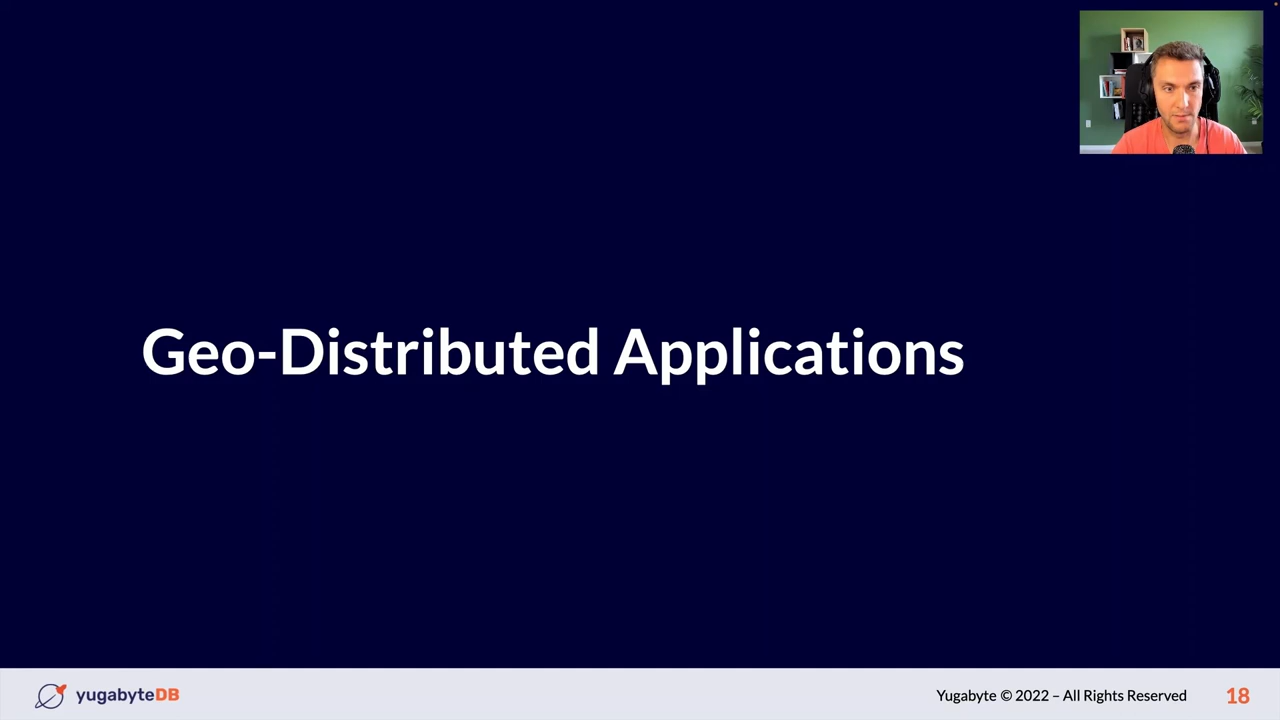 Geo-Distributed Applications
yugabyteDB
Yugabyte © 2022 – All Rights Reserved
18